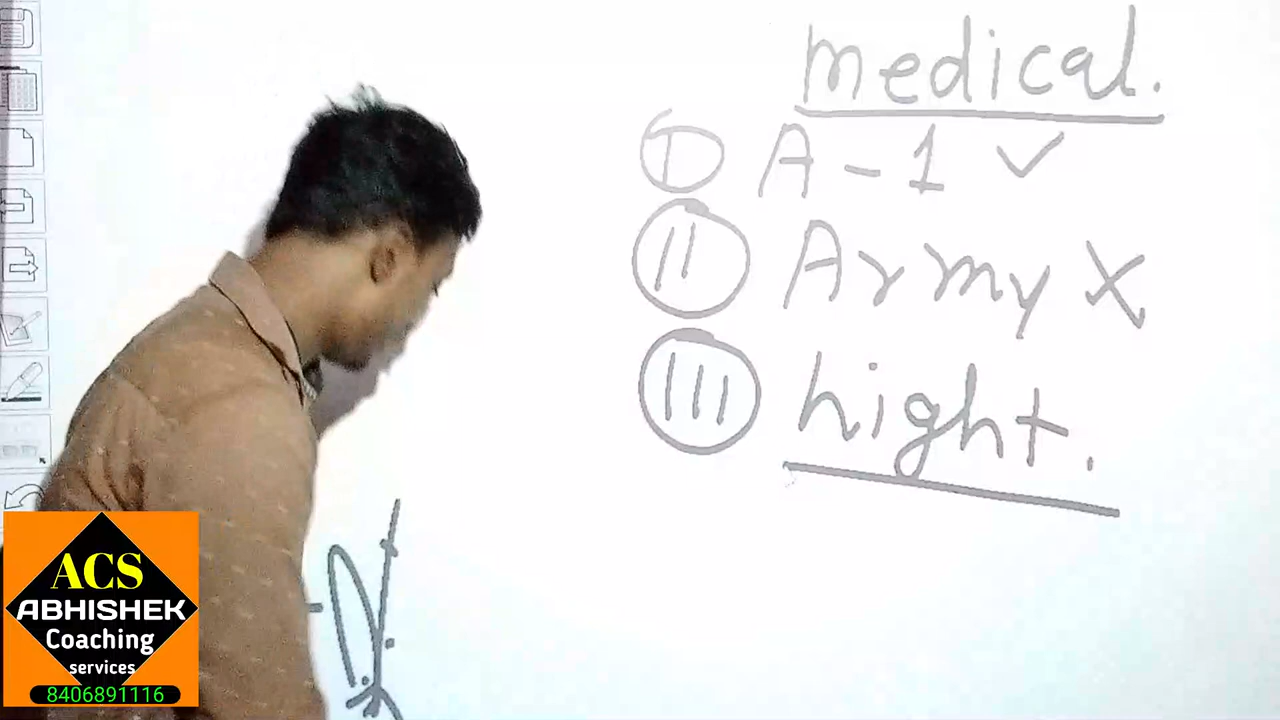 medical.
I A-1 ✓
II Army X
III hight.
ACS
ABHISHEK
Coaching
services
8406891116